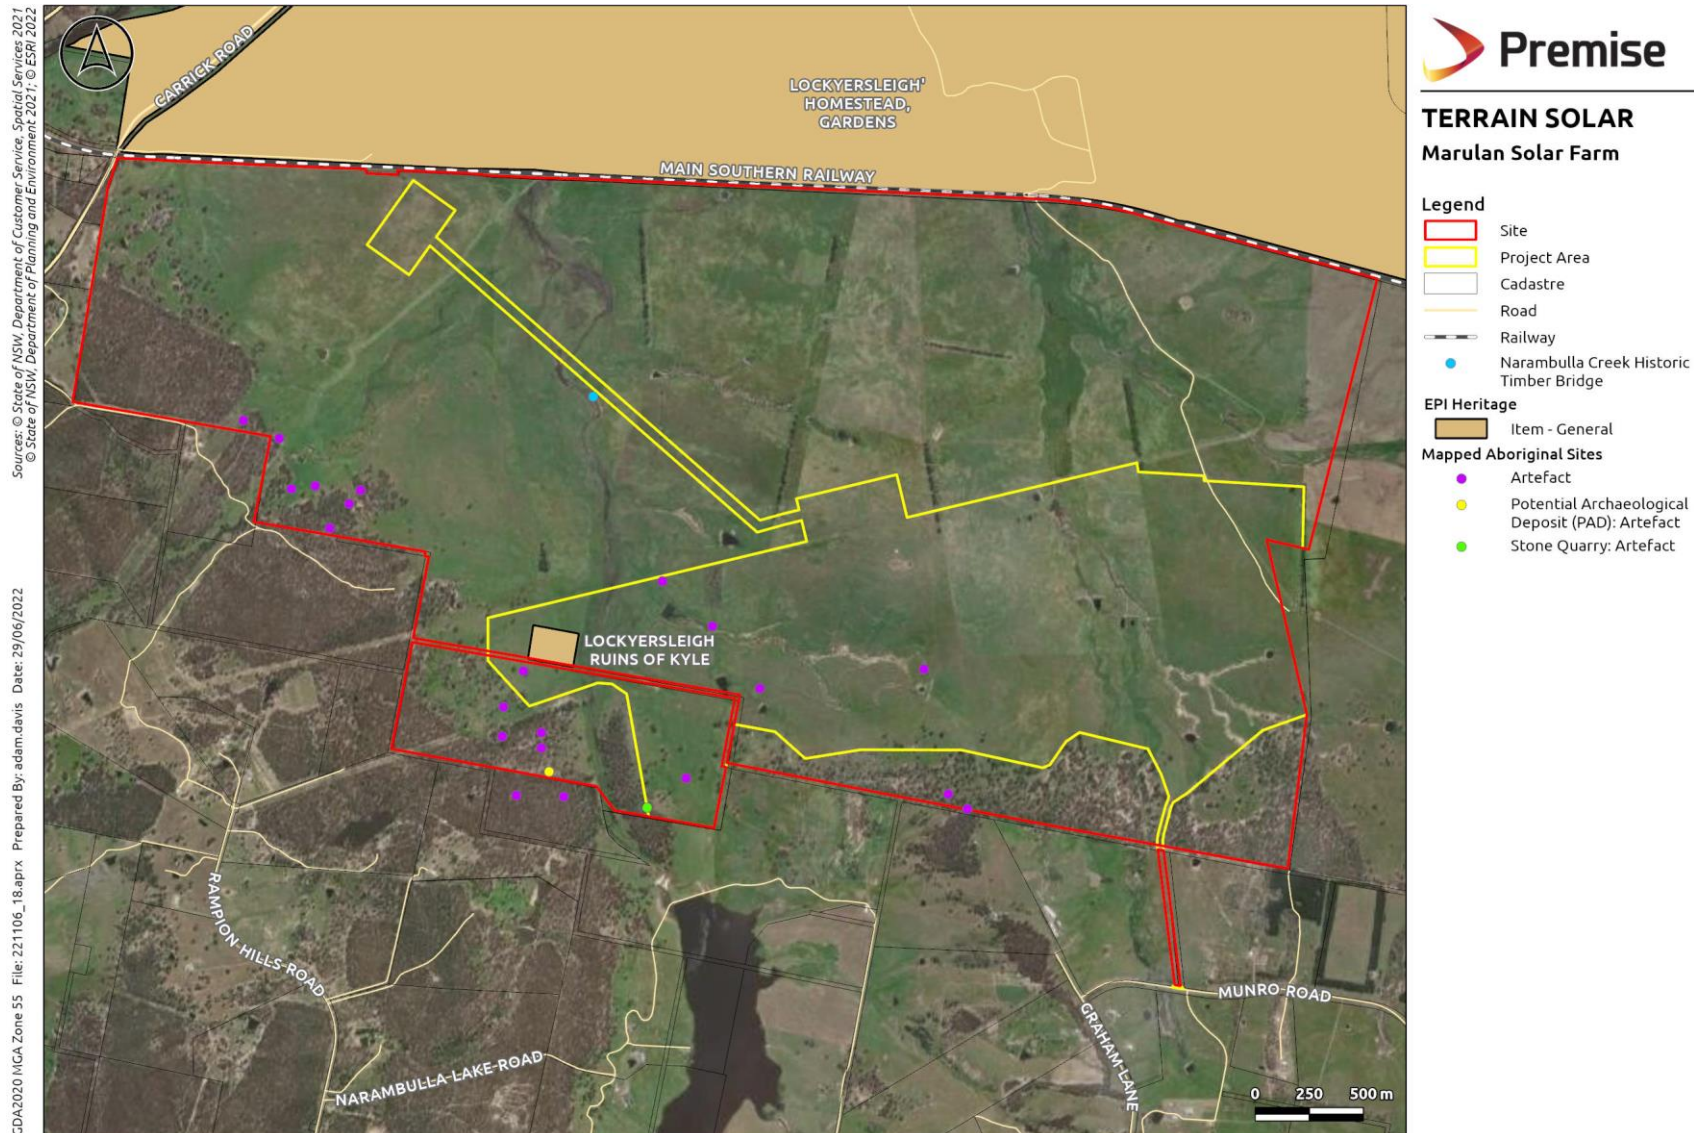 Sources: © State of NSW, Department of Customer Service, Spatial Services 2021
© State of NSW, Department of Planning and Environment 2021; © ESRI 2022
GDA2020 MGA Zone 55 File: 221106_18.aprx Prepared By: adam.davis Date: 29/06/2022
CARRICK ROAD
LOCKYERSLEIGH'
HOMESTEAD,
GARDENS
MAIN SOUTHERN RAILWAY
LOCKYERSLEIGH
RUINS OF KYLE
RAMPION HILLS ROAD
NARAMBULLA LAKE ROAD
GRAHAM LANE
MUNRO ROAD
0 250 500 m
Premise
TERRAIN SOLAR
Marulan Solar Farm
Legend
Site
Project Area
Cadastre
Road
Railway
Narambulla Creek Historic
Timber Bridge
EPI Heritage
Item - General
Mapped Aboriginal Sites
Artefact
Potential Archaeological
Deposit (PAD): Artefact
Stone Quarry: Artefact